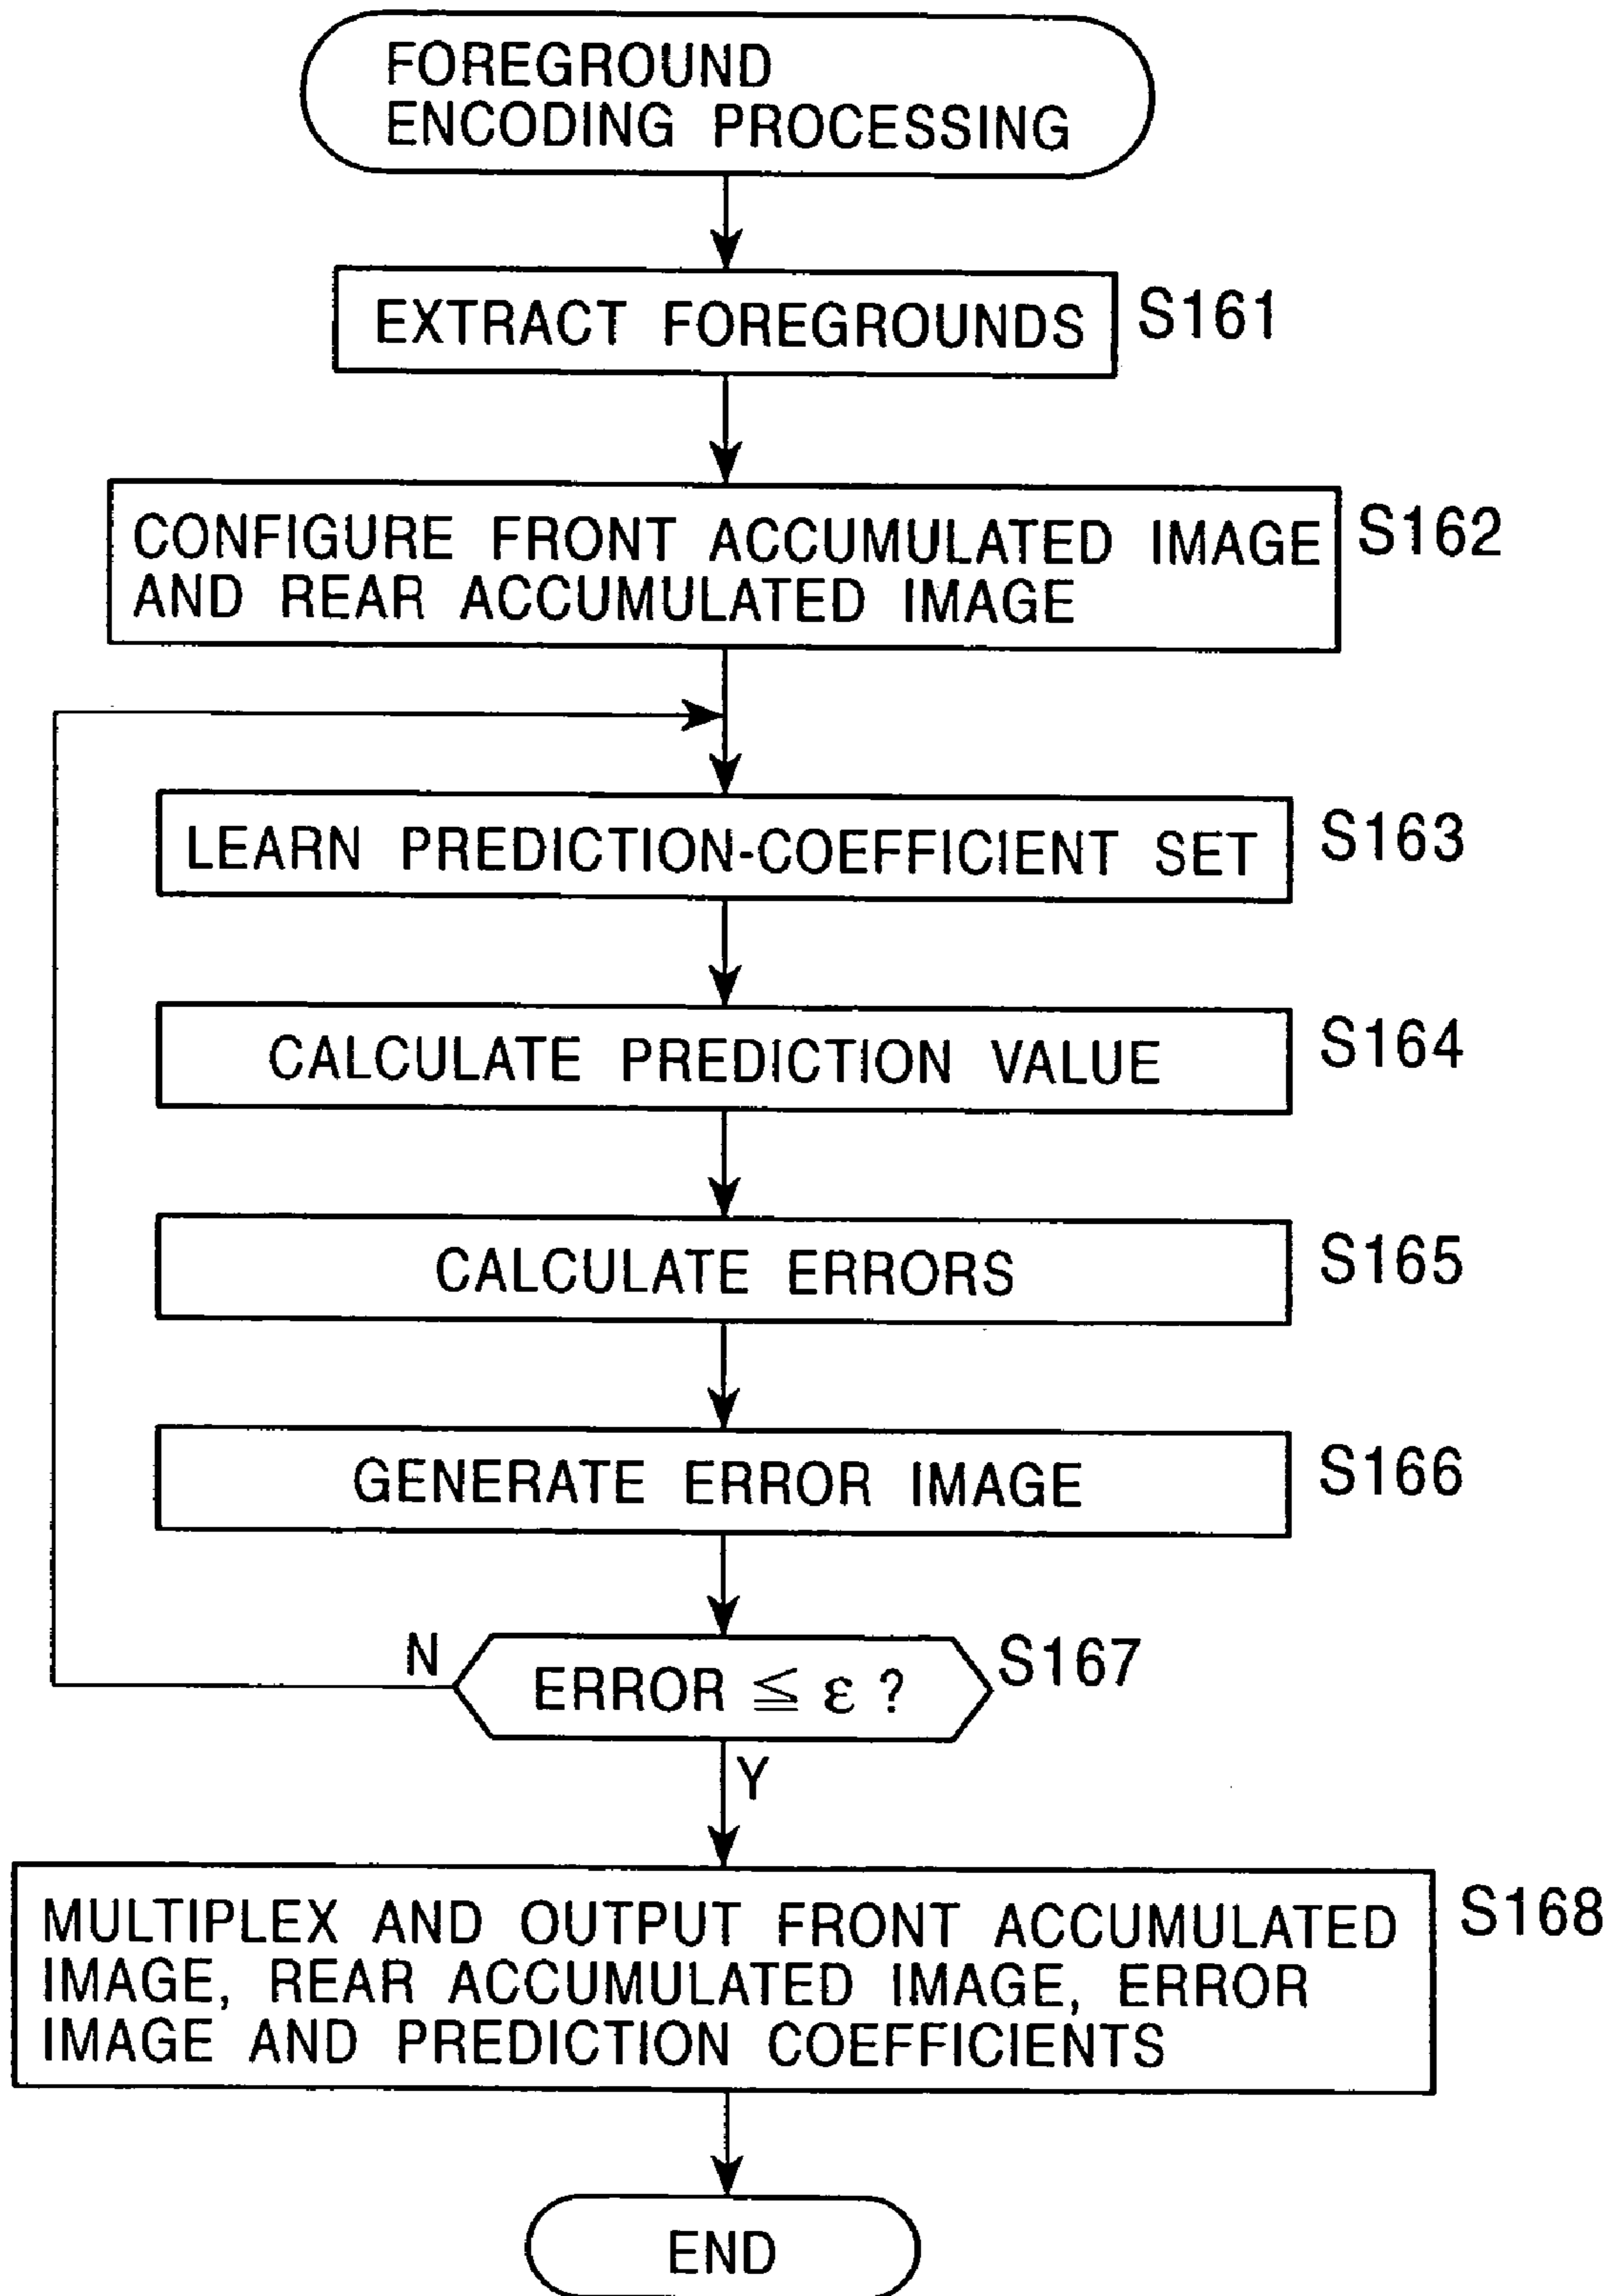 FOREGROUND
ENCODING PROCESSING
EXTRACT FOREGROUNDS
S161
CONFIGURE FRONT ACCUMULATED IMAGE
AND REAR ACCUMULATED IMAGE
S162
LEARN PREDICTION-COEFFICIENT SET
S163
CALCULATE PREDICTION VALUE
S164
CALCULATE ERRORS
S165
GENERATE ERROR IMAGE
S166
N
ERROR ≦ ε ?
S167
Y
MULTIPLEX AND OUTPUT FRONT ACCUMULATED
IMAGE, REAR ACCUMULATED IMAGE, ERROR
IMAGE AND PREDICTION COEFFICIENTS
S168
END